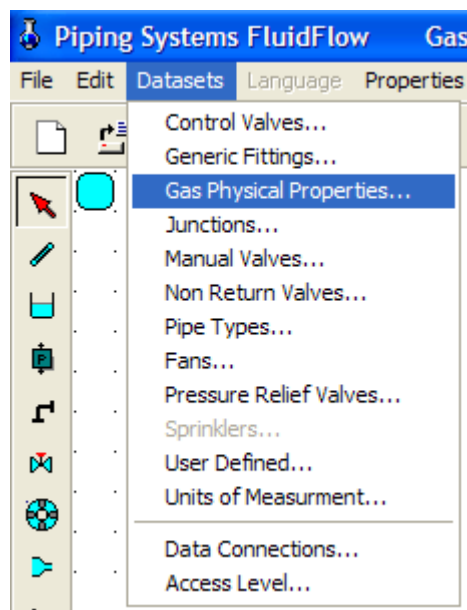 Piping Systems FluidFlow Gas
File Edit Datasets Language Properties
Control Valves...
Generic Fittings...
Gas Physical Properties...
Junctions...
Manual Valves...
Non Return Valves...
Pipe Types...
Fans...
Pressure Relief Valves...
Sprinklers...
User Defined...
Units of Measurment...
Data Connections...
Access Level...
P